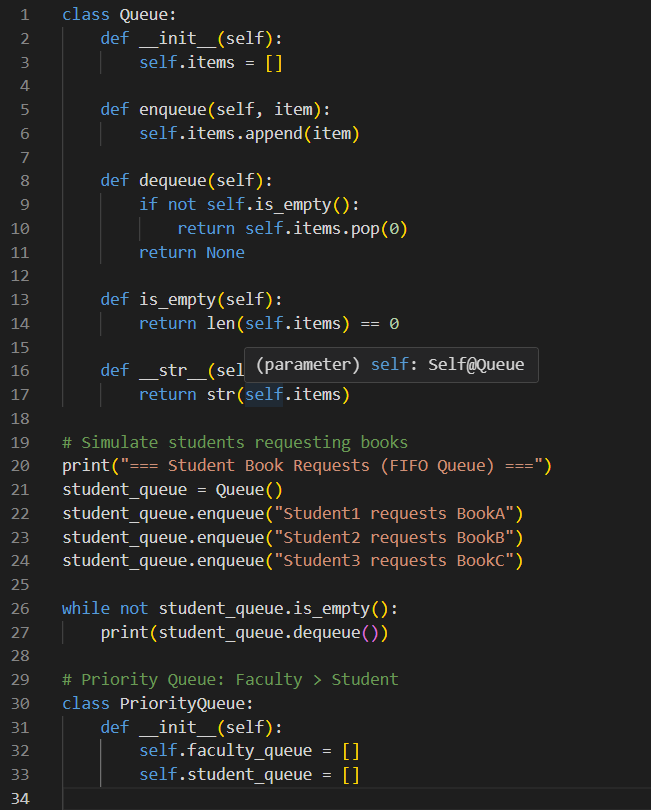 1 class Queue:
2     def __init__(self):
3         self.items = []
4
5     def enqueue(self, item):
6         self.items.append(item)
7
8     def dequeue(self):
9         if not self.is_empty():
10             return self.items.pop(0)
11         return None
12
13     def is_empty(self):
14         return len(self.items) == 0
15
(parameter) self: Self@Queue
16     def __str__(sel
17         return str(self.items)
18
19 # Simulate students requesting books
20 print("=== Student Book Requests (FIFO Queue) ===")
21 student_queue = Queue()
22 student_queue.enqueue("Student1 requests BookA")
23 student_queue.enqueue("Student2 requests BookB")
24 student_queue.enqueue("Student3 requests BookC")
25
26 while not student_queue.is_empty():
27     print(student_queue.dequeue())
28
29 # Priority Queue: Faculty > Student
30 class PriorityQueue:
31     def __init__(self):
32         self.faculty_queue = []
33         self.student_queue = []
34